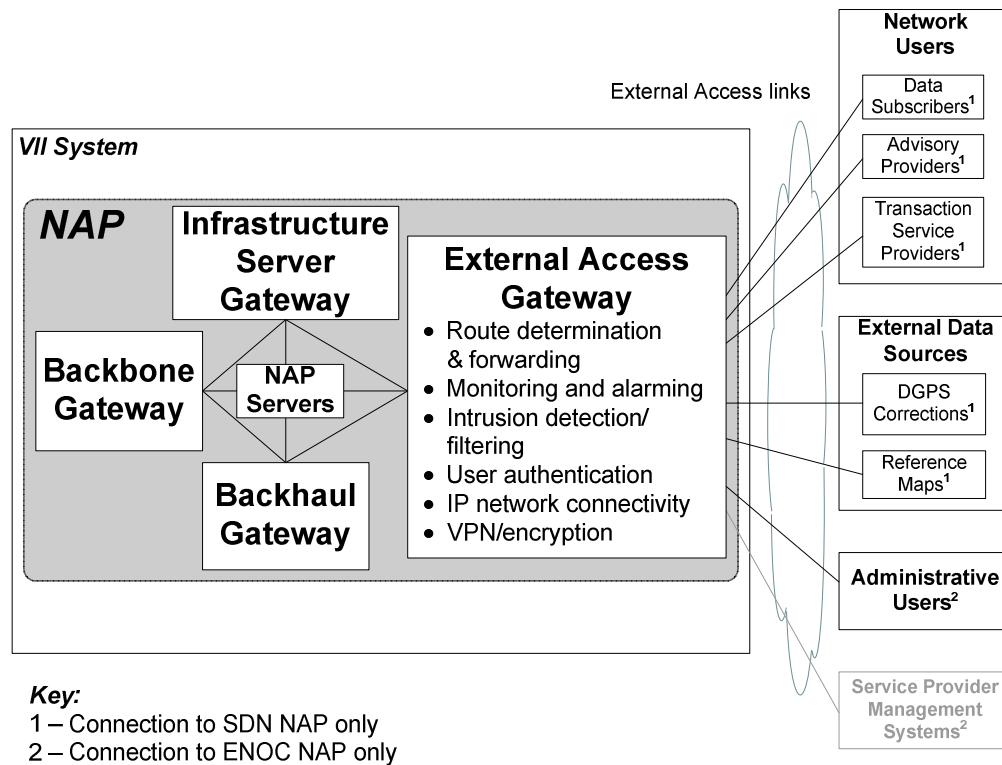 Network
Users
External Access links
Data
Subscribers1
Advisory
Providers1
Transaction
Service
Providers1
VII System
NAP
Infrastructure
Server
Gateway
Backbone
Gateway
NAP
Servers
Backhaul
Gateway
External Access
Gateway
• Route determination
& forwarding
• Monitoring and alarming
• Intrusion detection/
filtering
• User authentication
• IP network connectivity
• VPN/encryption
External Data
Sources
DGPS
Corrections1
Reference
Maps1
Administrative
Users2
Service Provider
Management
Systems2
Key:
1 – Connection to SDN NAP only
2 – Connection to ENOC NAP only